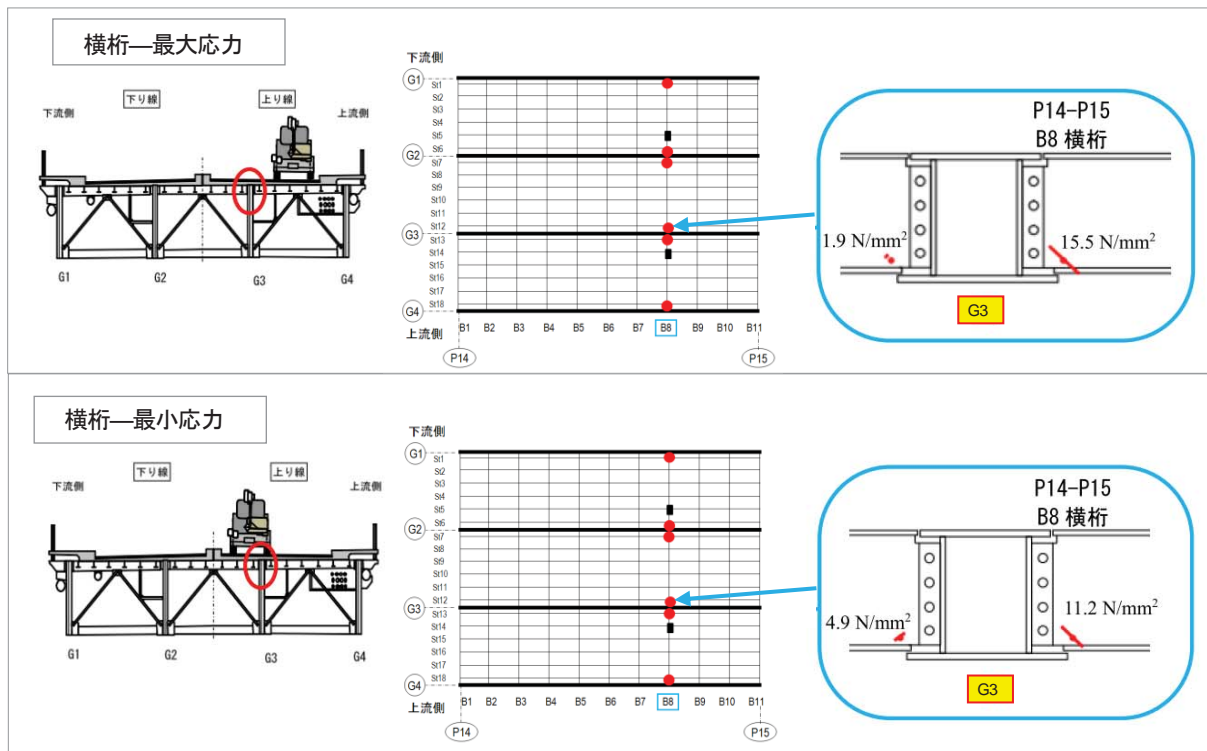 横桁―最大応力
下り線
上り線
下流側
上流側
G1
G2
G3
G4
下流側
G1
St1
St2
St3
St4
St5
St6
G2
St7
St8
St9
St10
St11
St12
G3
St13
St14
St15
St16
St17
St18
G4
上流側
B1 B2 B3 B4 B5 B6 B7 B8 B9 B10 B11
P14
P15
P14-P15
B8 横桁
1.9 N/mm²
15.5 N/mm²
G3
横桁―最小応力
下り線
上り線
下流側
上流側
G1
G2
G3
G4
下流側
G1
St1
St2
St3
St4
St5
St6
G2
St7
St8
St9
St10
St11
St12
G3
St13
St14
St15
St16
St17
St18
G4
上流側
B1 B2 B3 B4 B5 B6 B7 B8 B9 B10 B11
P14
P15
P14-P15
B8 横桁
4.9 N/mm²
11.2 N/mm²
G3